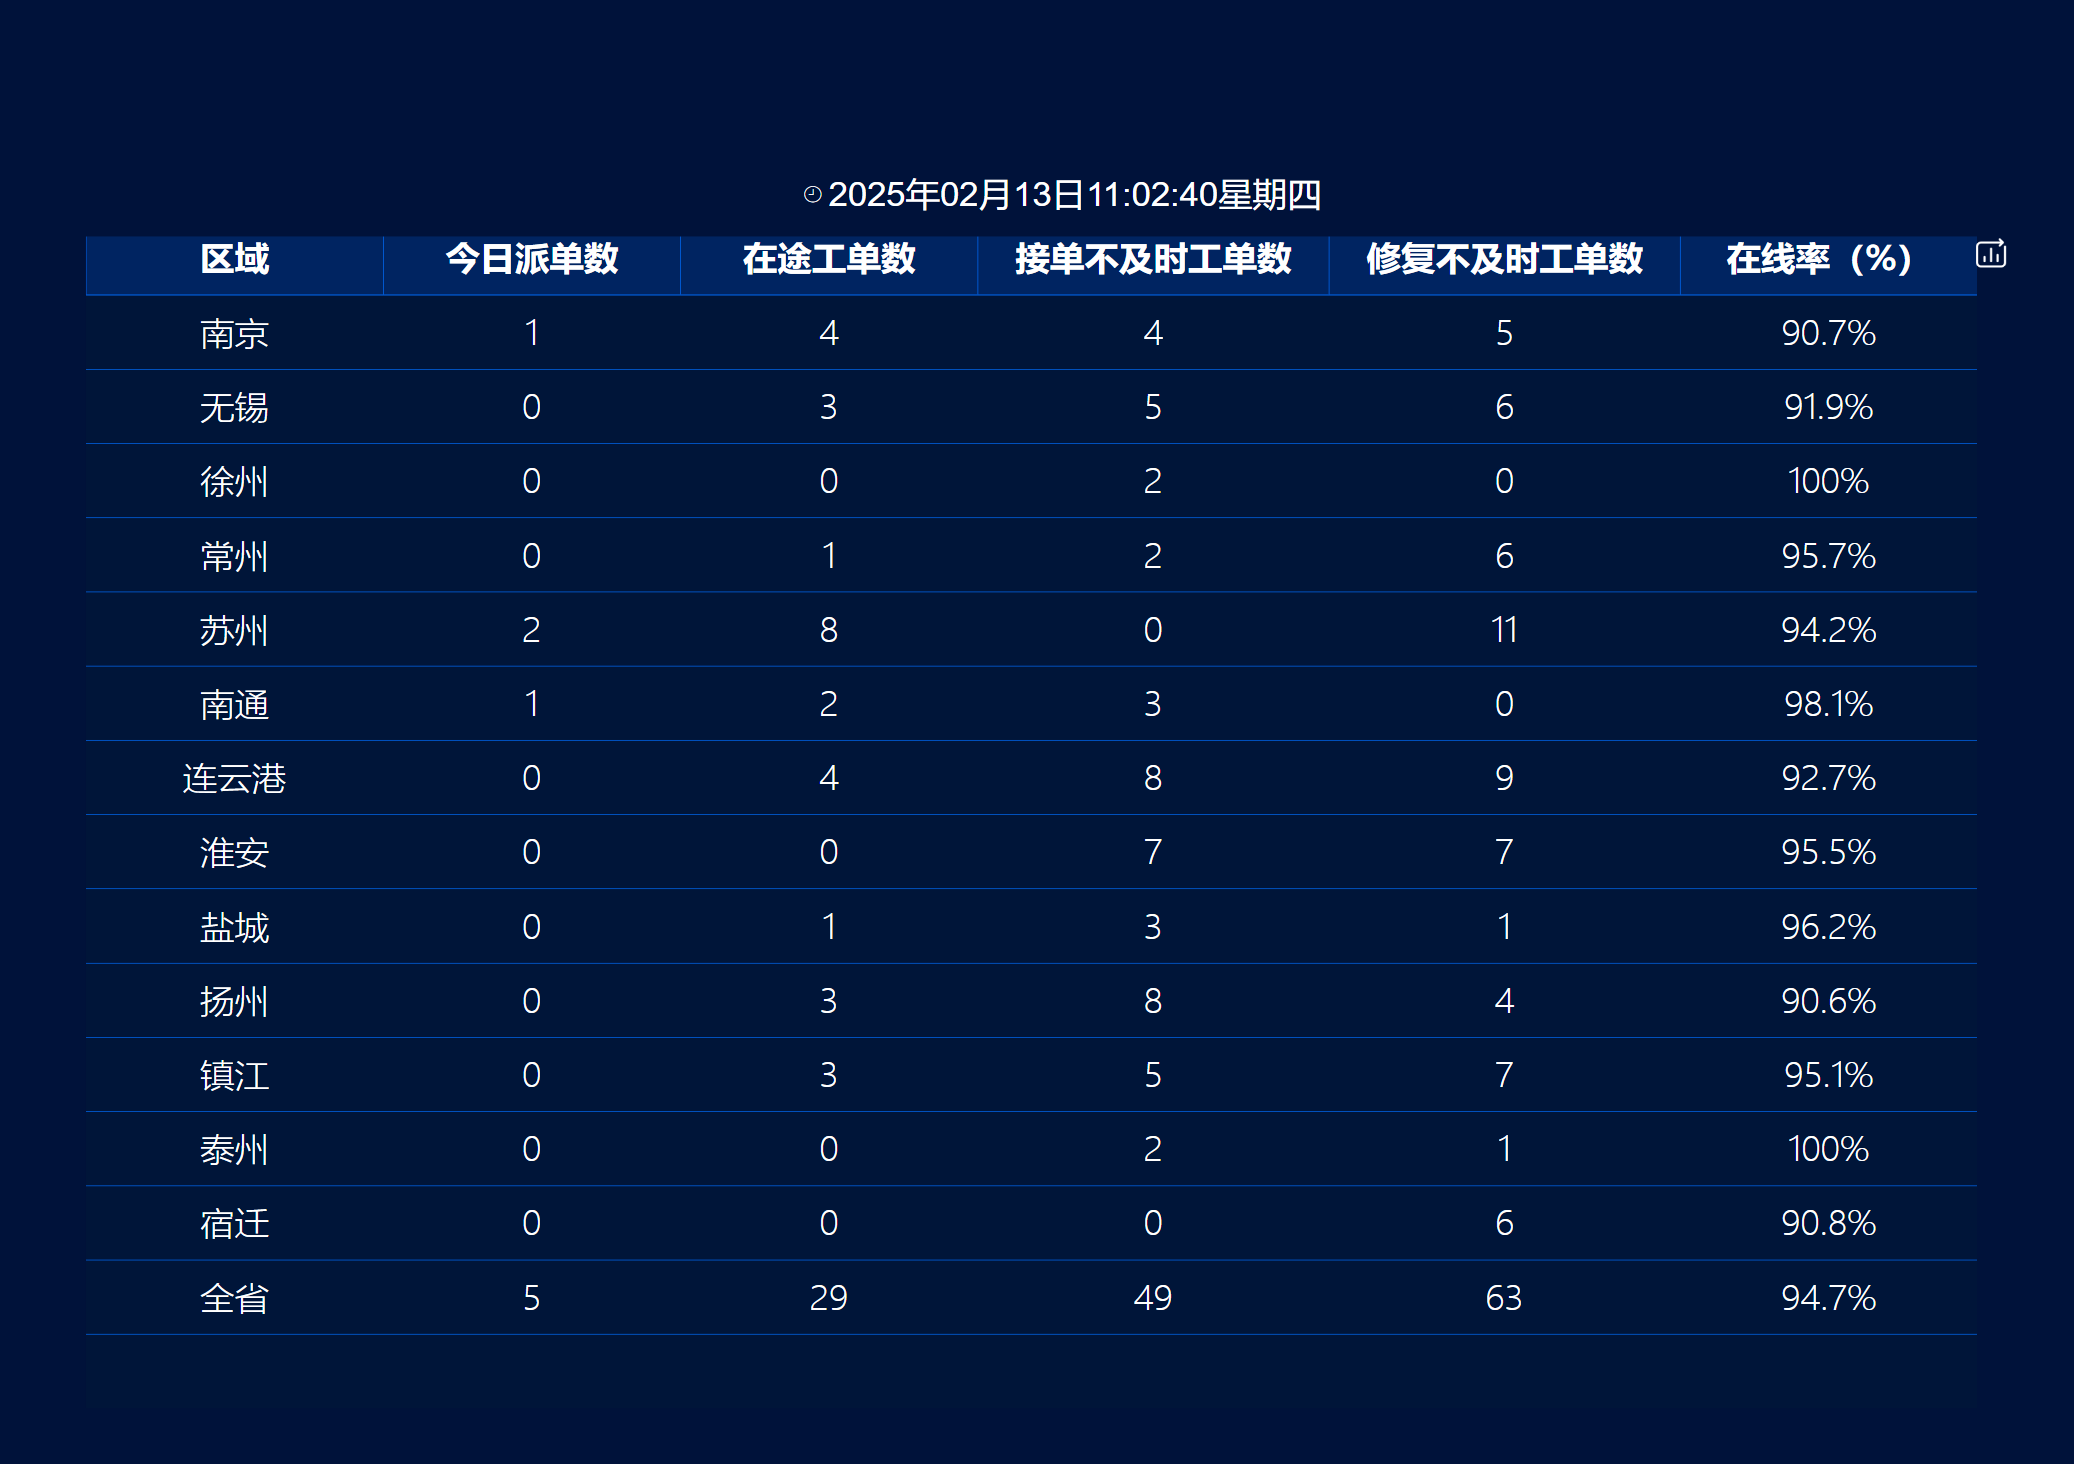 2025年02月13日11:02:40星期四
区域 今日派单数 在途工单数 接单不及时工单数 修复不及时工单数 在线率（%）
南京 1 4 4 5 90.7%
无锡 0 3 5 6 91.9%
徐州 0 0 2 0 100%
常州 0 1 2 6 95.7%
苏州 2 8 0 11 94.2%
南通 1 2 3 0 98.1%
连云港 0 4 8 9 92.7%
淮安 0 0 7 7 95.5%
盐城 0 1 3 1 96.2%
扬州 0 3 8 4 90.6%
镇江 0 3 5 7 95.1%
泰州 0 0 2 1 100%
宿迁 0 0 0 6 90.8%
全省 5 29 49 63 94.7%